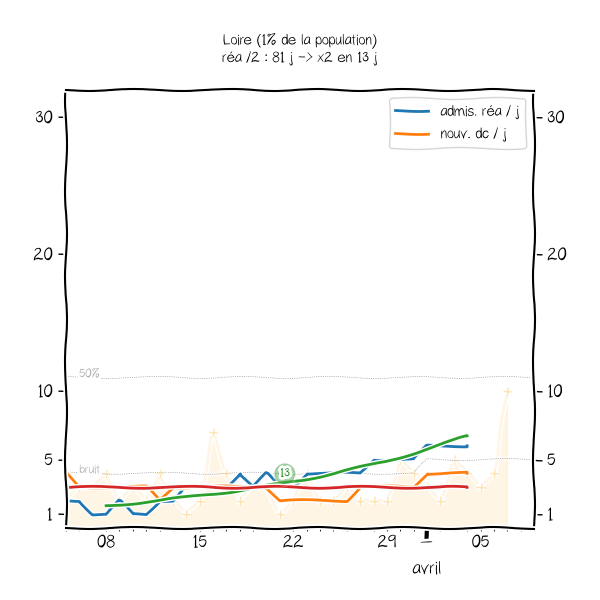 Loire (1% de la population)
réa /2 : 81 j -> x2 en 13 j
admis. réa / j
nouv. dc / j
30 30
20 20
50%
10 10
5 5
bruit 13
1 1
08 15 22 29 1 05
avril